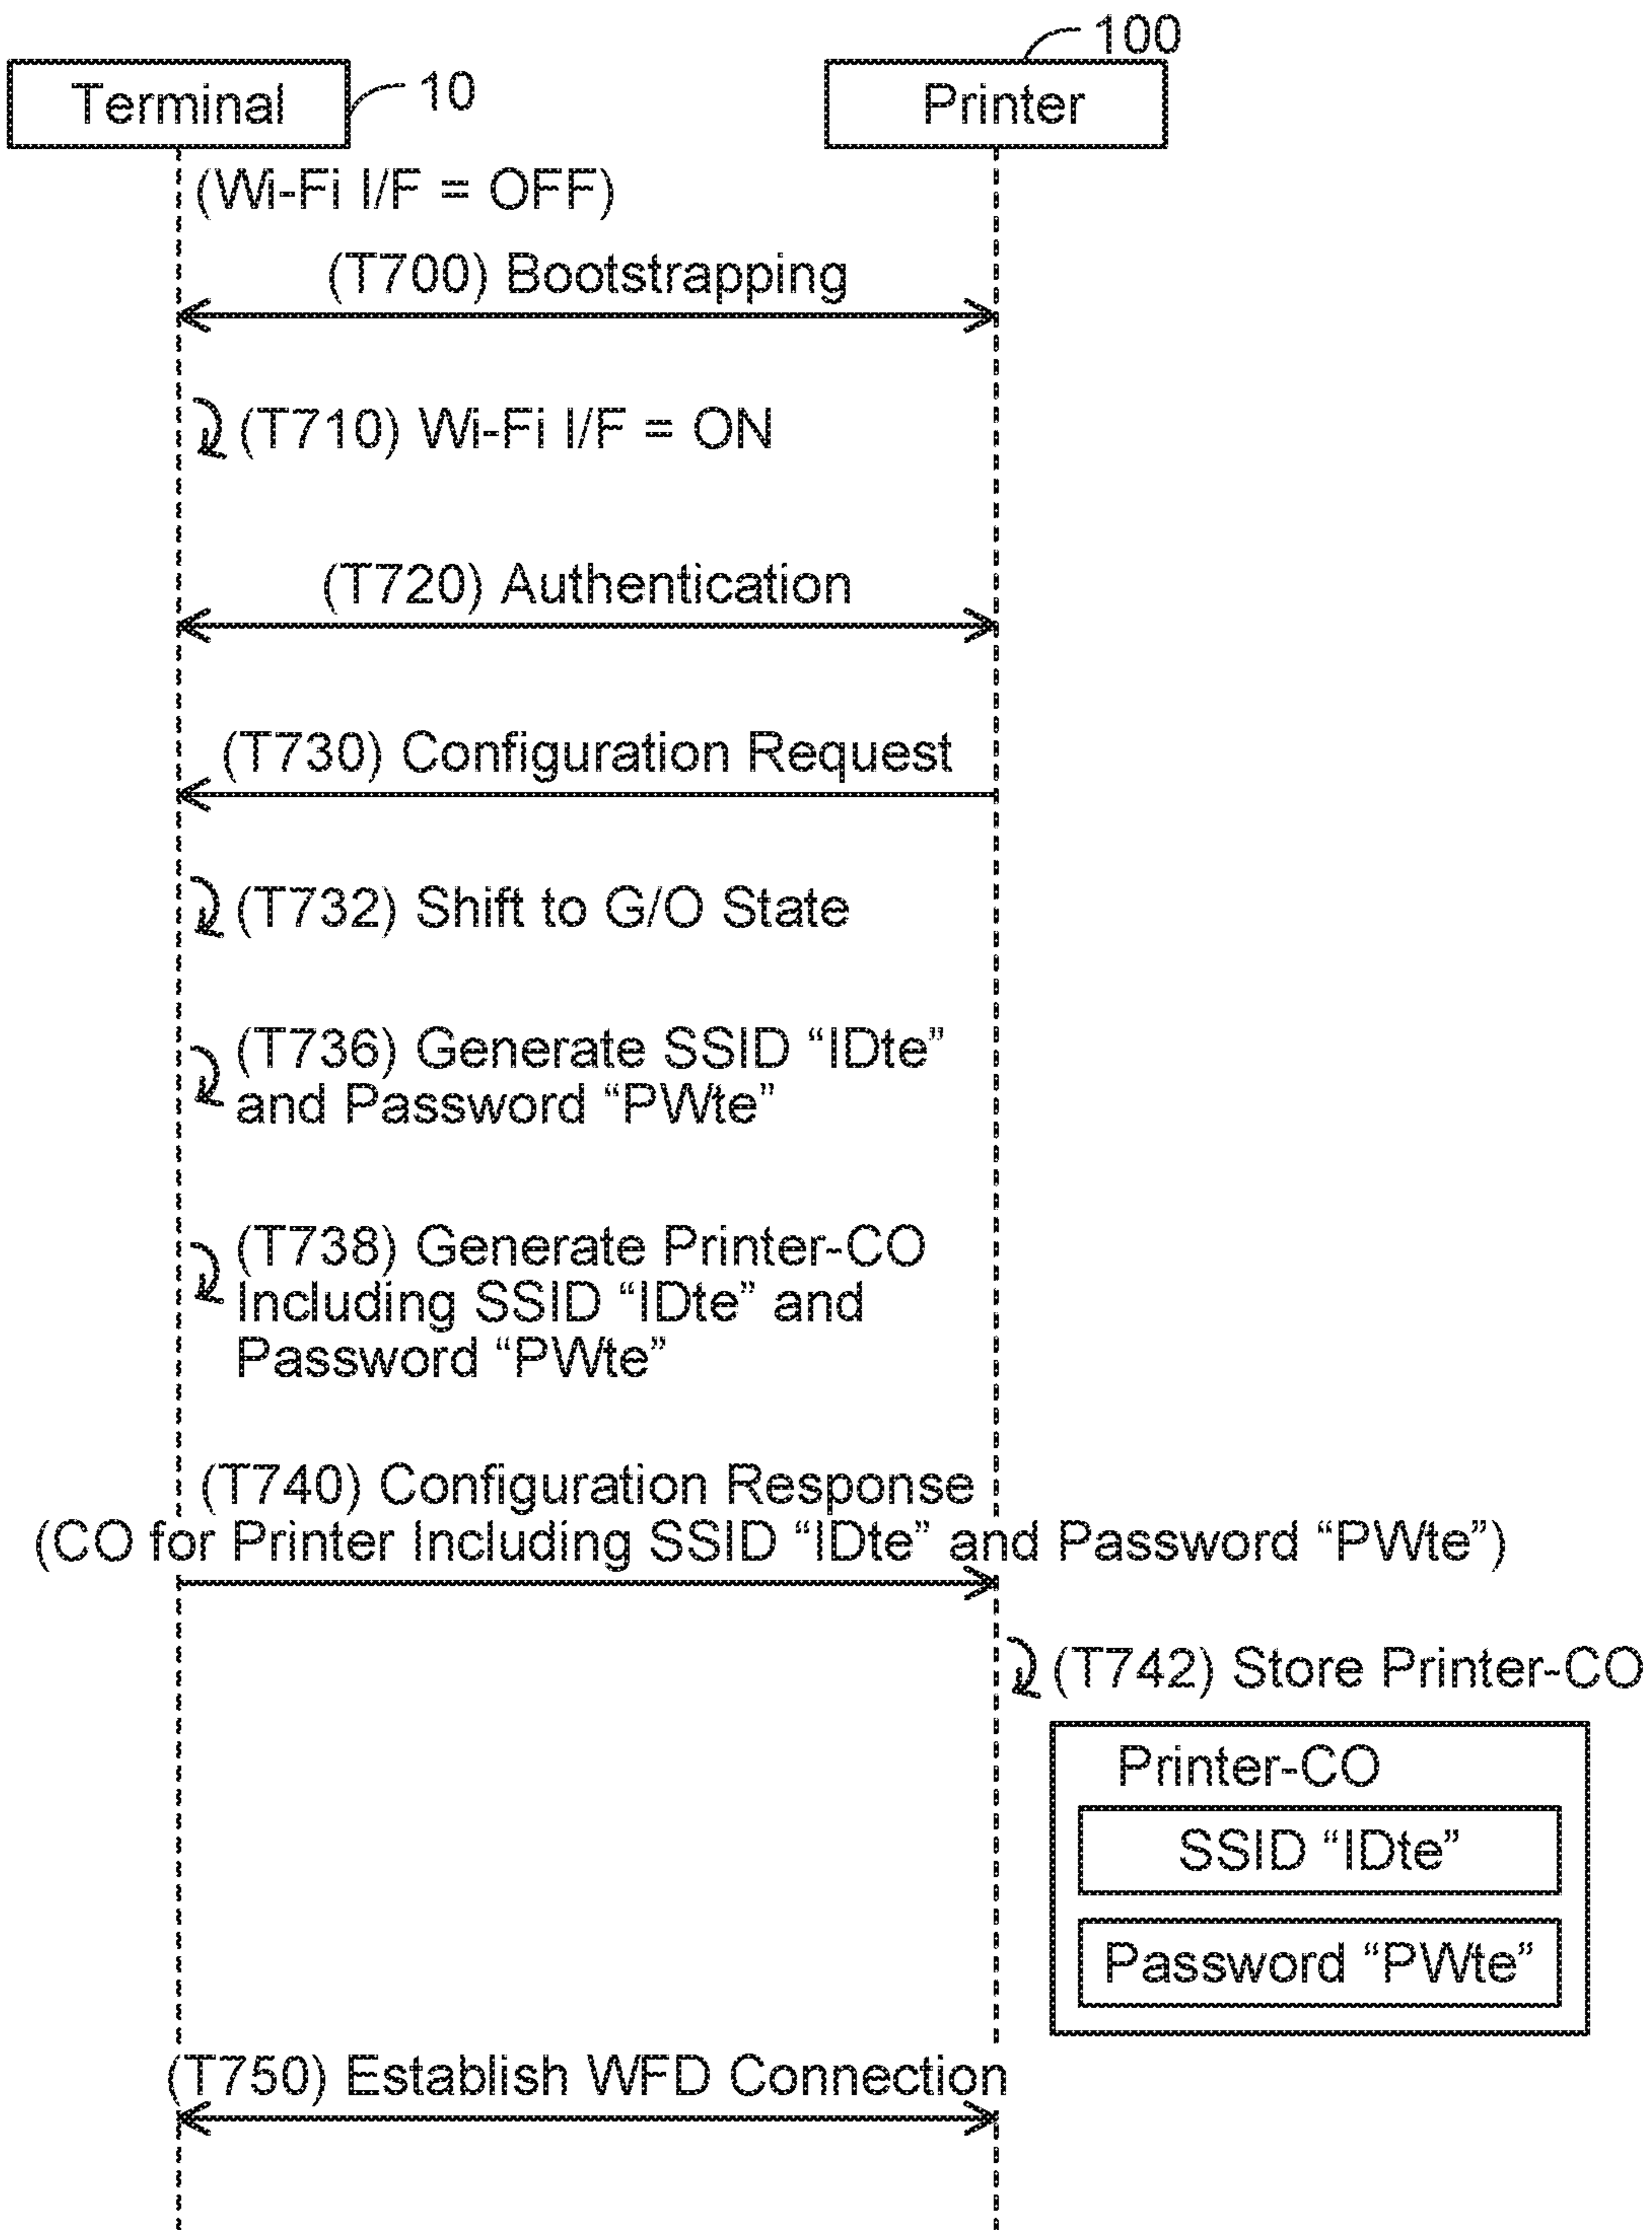 100
Terminal
10
Printer
(Wi-Fi I/F = OFF)
(T700) Bootstrapping
(T710) Wi-Fi I/F = ON
(T720) Authentication
(T730) Configuration Request
(T732) Shift to G/O State
(T736) Generate SSID “IDte”
and Password “PWte”
(T738) Generate Printer-CO
Including SSID “IDte” and
Password “PWte”
(T740) Configuration Response
(CO for Printer Including SSID “IDte” and Password “PWte”)
(T742) Store Printer-CO
Printer-CO
SSID “IDte”
Password “PWte”
(T750) Establish WFD Connection